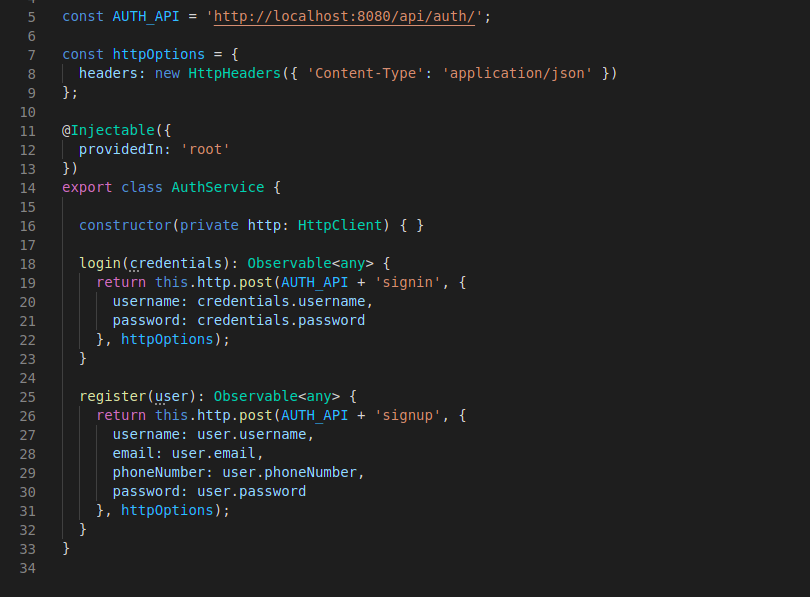 5 const AUTH_API = 'http://localhost:8080/api/auth/';
6
7 const httpOptions = {
8   headers: new HttpHeaders({ 'Content-Type': 'application/json' })
9 };
10
11 @Injectable({
12   providedIn: 'root'
13 })
14 export class AuthService {
15
16   constructor(private http: HttpClient) { }
17
18   login(credentials): Observable<any> {
19     return this.http.post(AUTH_API + 'signin', {
20       username: credentials.username,
21       password: credentials.password
22     }, httpOptions);
23   }
24
25   register(user): Observable<any> {
26     return this.http.post(AUTH_API + 'signup', {
27       username: user.username,
28       email: user.email,
29       phoneNumber: user.phoneNumber,
30       password: user.password
31     }, httpOptions);
32   }
33 }
34